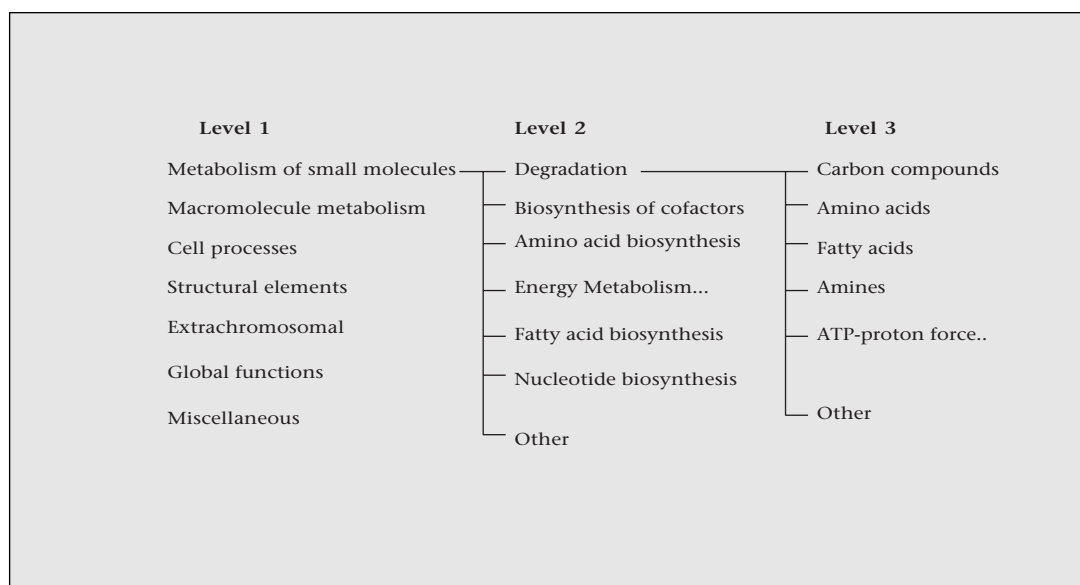 Level 1
Metabolism of small molecules
Macromolecule metabolism
Cell processes
Structural elements
Extrachromosomal
Global functions
Miscellaneous
Level 2
Degradation
Biosynthesis of cofactors
Amino acid biosynthesis
Energy Metabolism...
Fatty acid biosynthesis
Nucleotide biosynthesis
Other
Level 3
Carbon compounds
Amino acids
Fatty acids
Amines
ATP-proton force..
Other